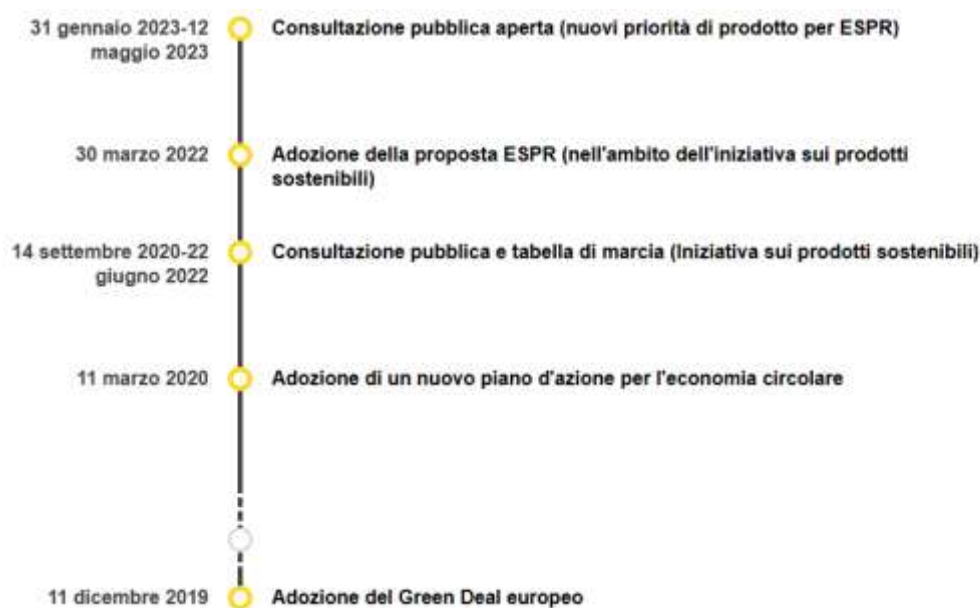 31 gennaio 2023-12
maggio 2023
Consultazione pubblica aperta (nuovi priorità di prodotto per ESPR)
30 marzo 2022
Adozione della proposta ESPR (nell'ambito dell'iniziativa sui prodotti
sostenibili)
14 settembre 2020-22
giugno 2022
Consultazione pubblica e tabella di marcia (Iniziativa sui prodotti sostenibili)
11 marzo 2020
Adozione di un nuovo piano d'azione per l'economia circolare
11 dicembre 2019
Adozione del Green Deal europeo